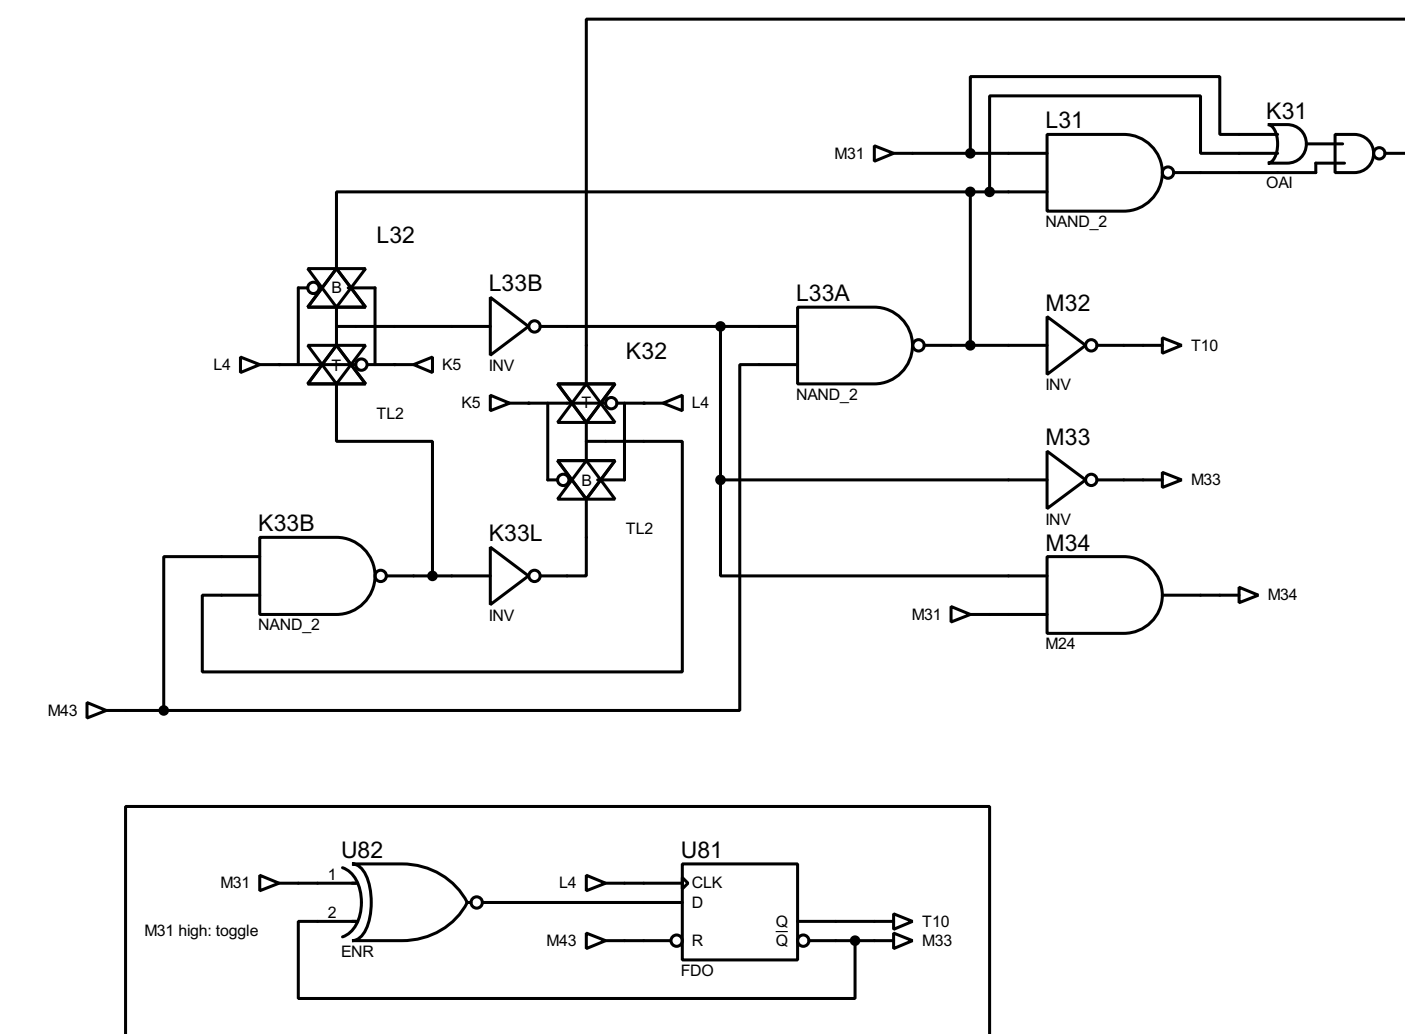 K31
L31
M31
OAI
NAND_2
L32
B
T
L4
K5
TL2
L33B
INV
K32
K5
T
L4
B
TL2
L33A
NAND_2
M32
T10
INV
M33
M33
INV
K33B
NAND_2
K33L
INV
M34
M31
M34
M24
M43
U82
M31
1
2
M31 high: toggle
ENR
U81
L4
CLK
D
M43
R
Q
Q
T10
M33
FDO